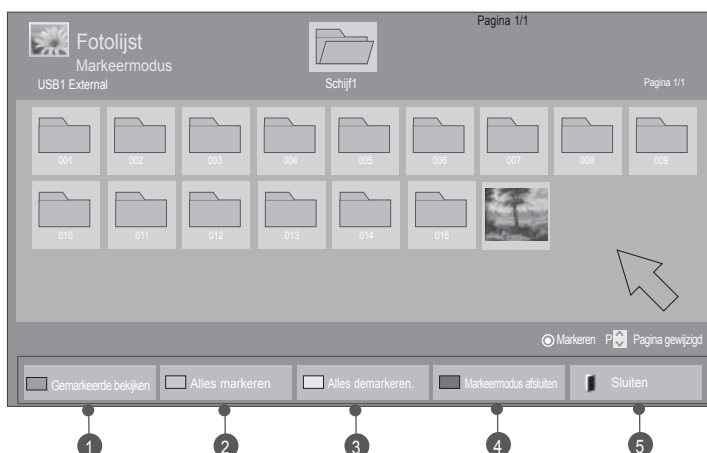 Pagina 1/1
Fotolijst
Markeermodus
USB1 External
Schijf1
Pagina 1/1
001 002 003 004 005 006 007 008 009
010 011 012 013 014 015
Markeren P Pagina gewijzigd
Gemarkeerde bekijken Alles markeren Alles demarkeren. Markeermodus afsluiten Sluiten
1 2 3 4 5